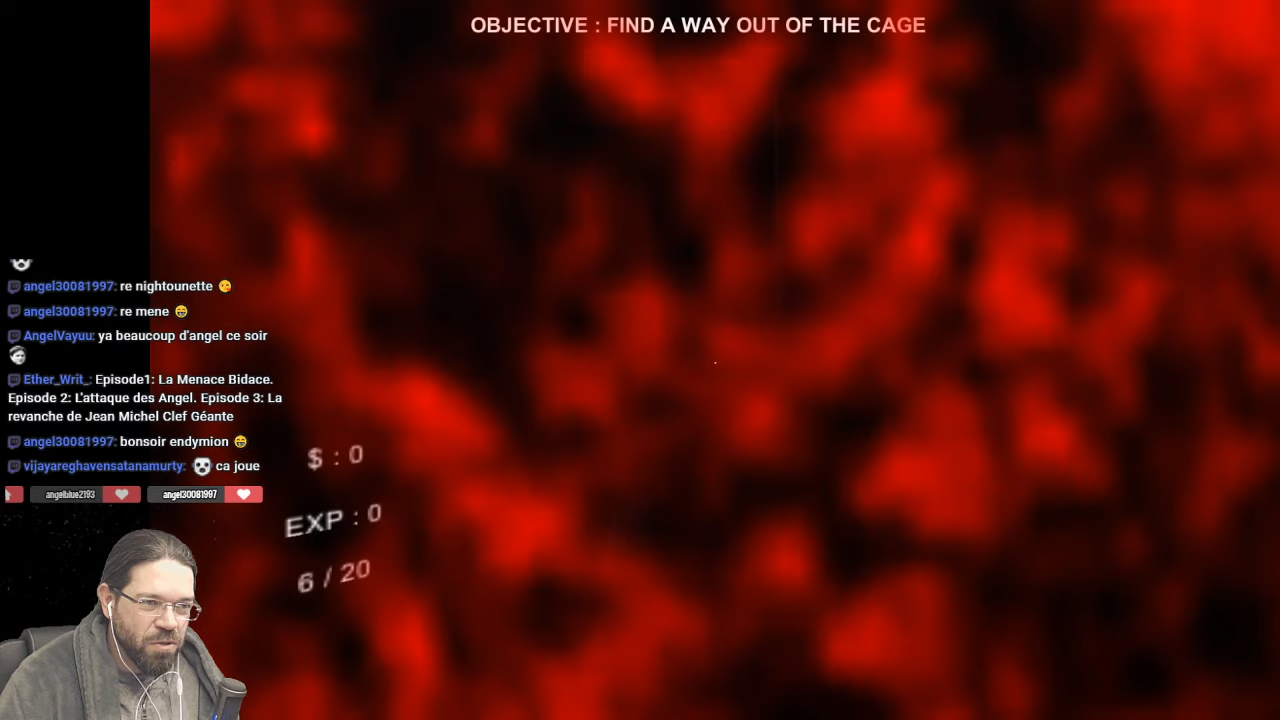 OBJECTIVE : FIND A WAY OUT OF THE CAGE
angel30081997: re nightounette
angel30081997: re mene
AngelVayuu: ya beaucoup d'angel ce soir
Ether_Writ_: Episode1: La Menace Bidace.
Episode 2: L'attaque des Angel. Episode 3: La
revanche de Jean Michel Clef Géante
angel30081997: bonsoir endymion
vijayareghavensatanamurty: ca joue
angelblue2193
angel30081997
$ : 0
EXP : 0
6 / 20